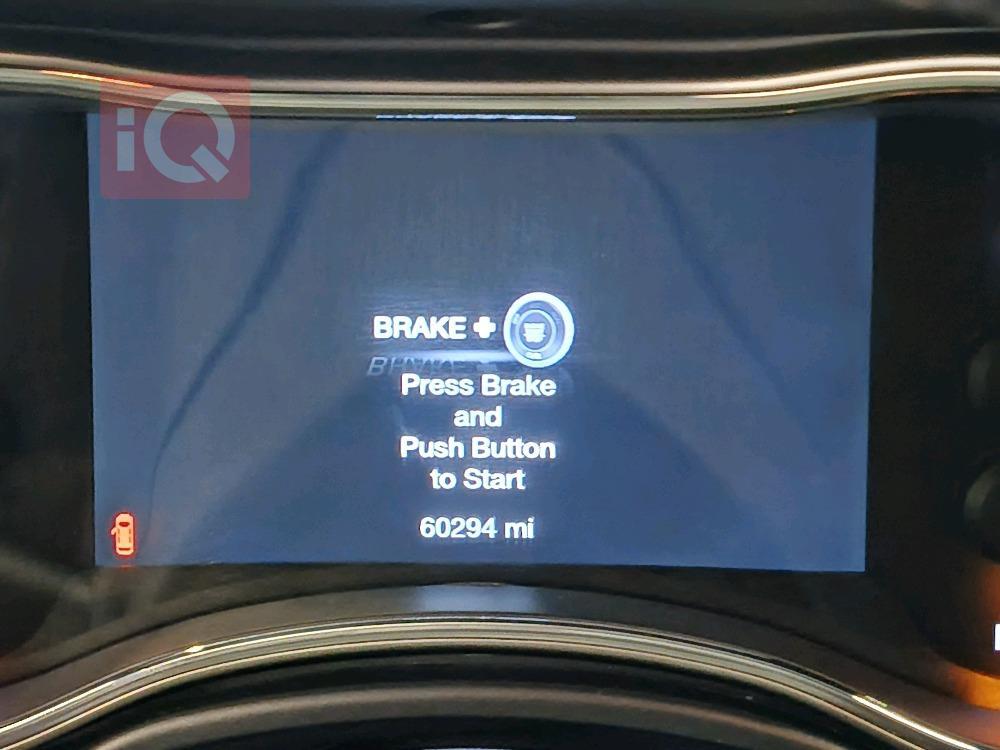 iQ
BRAKE +
Press Brake
and
Push Button
to Start
60294 mi